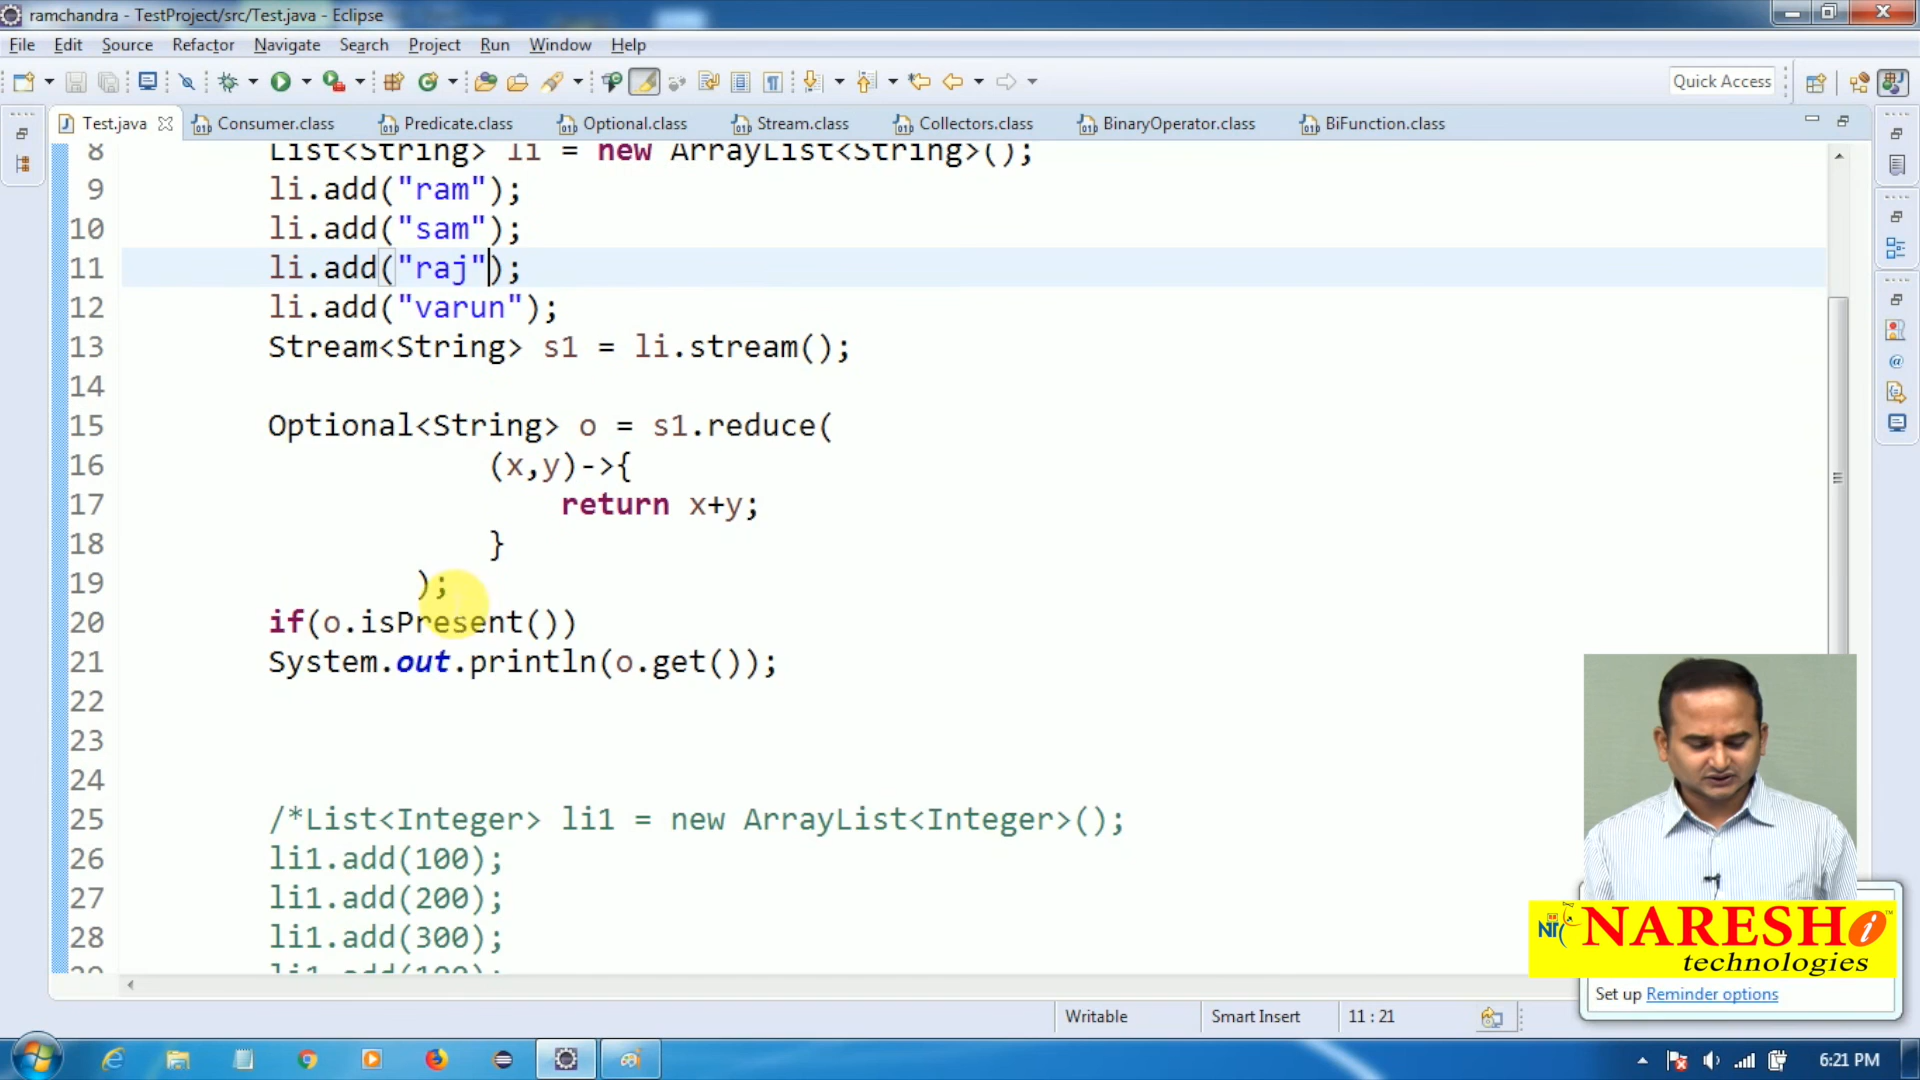 ramchandra - TestProject/src/Test.java - Eclipse
File Edit Source Refactor Navigate Search Project Run Window Help
Quick Access
Test.java Consumer.class Predicate.class Optional.class Stream.class Collectors.class BinaryOperator.class BiFunction.class
8 List<String> li = new ArrayList<String>();
9 li.add("ram");
10 li.add("sam");
11 li.add("raj");
12 li.add("varun");
13 Stream<String> s1 = li.stream();
14
15 Optional<String> o = s1.reduce(
16 (x,y)->{
17 return x+y;
18 }
19 );
20 if(o.isPresent())
21 System.out.println(o.get());
22
23
24
25 /*List<Integer> li1 = new ArrayList<Integer>();
26 li1.add(100);
27 li1.add(200);
28 li1.add(300);
NARESH i
technologies
Set up Reminder options
Writable Smart Insert 11 : 21
6:21 PM